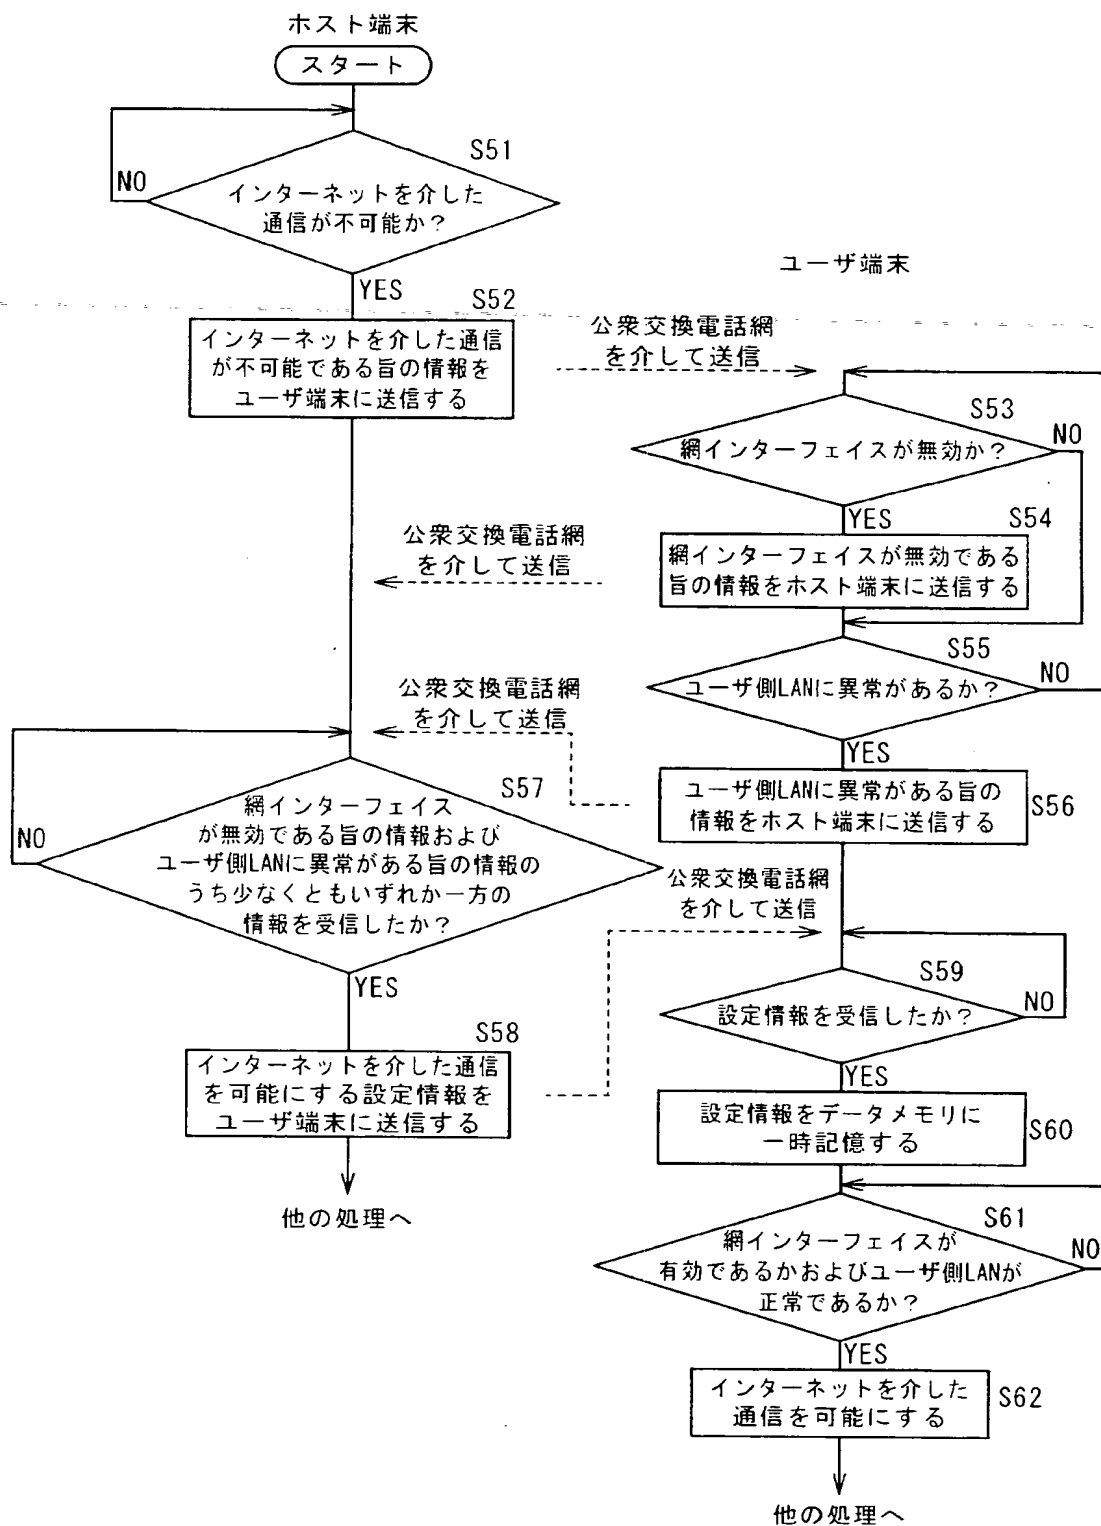 ホスト端末
スタート
S51
NO
インターネットを介した
通信が不可能か?
YES
S52
インターネットを介した通信
が不可能である旨の情報を
ユーザ端末に送信する
ユーザ端末
公衆交換電話網
を介して送信
S53
NO
網インターフェイスが無効か?
YES
S54
網インターフェイスが無効である
旨の情報をホスト端末に送信する
公衆交換電話網
を介して送信
S55
NO
ユーザ側LANに異常があるか?
YES
公衆交換電話網
を介して送信
ユーザ側LANに異常がある旨の
情報をホスト端末に送信する
S56
S57
NO
網インターフェイス
が無効である旨の情報および
ユーザ側LANに異常がある旨の情報の
うち少なくともいずれか一方の
情報を受信したか?
YES
S58
インターネットを介した通信
を可能にする設定情報を
ユーザ端末に送信する
他の処理へ
公衆交換電話網
を介して送信
S59
NO
設定情報を受信したか?
YES
設定情報をデータメモリに
一時記憶する
S60
S61
NO
網インターフェイスが
有効であるかおよびユーザ側LANが
正常であるか?
YES
インターネットを介した
通信を可能にする
S62
他の処理へ